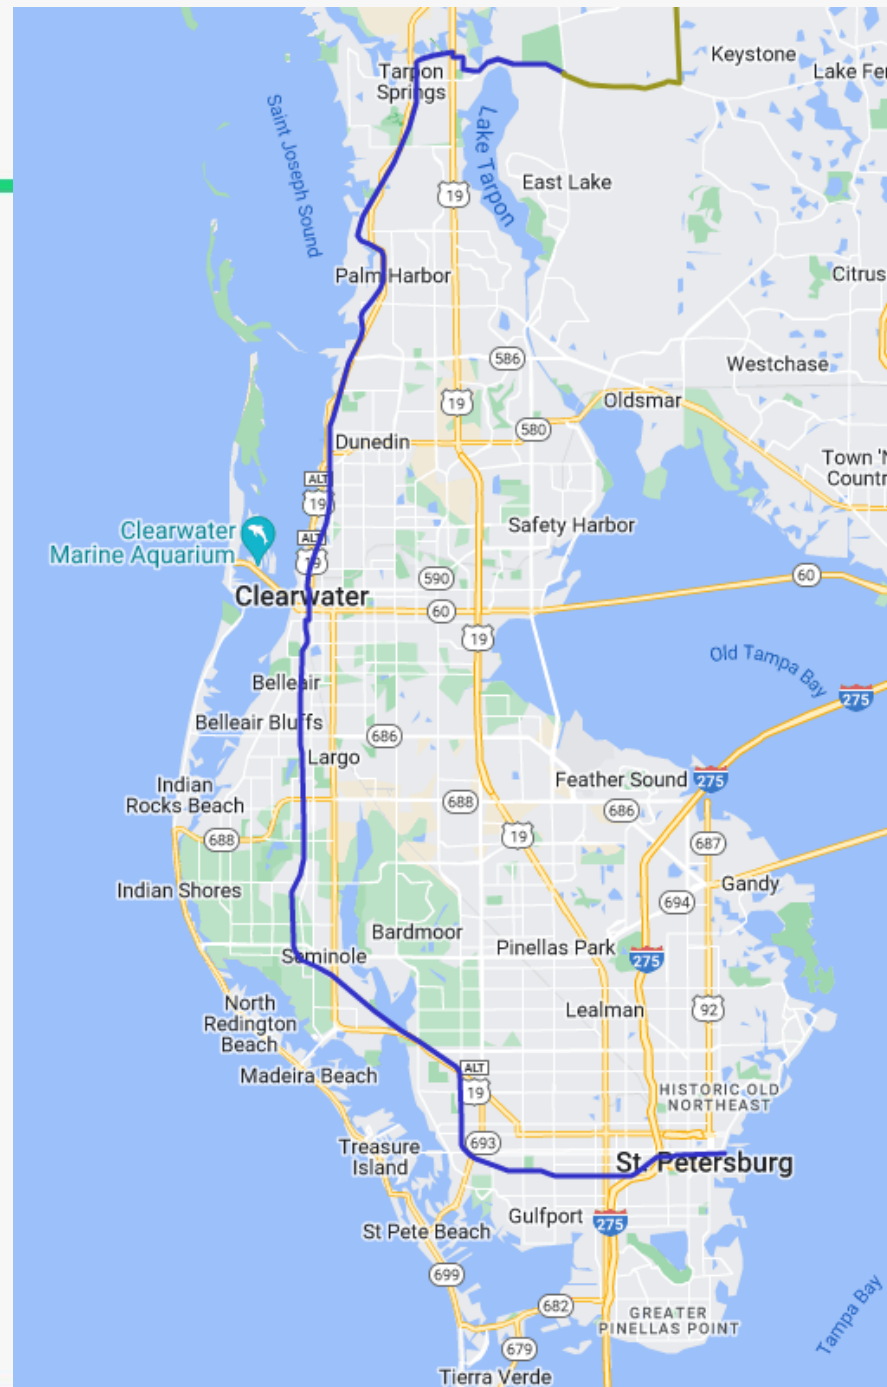 Keystone
Lake Fer
Tarpon
Springs
Saint Joseph Sound
Lake Tarpon
East Lake
19
Palm Harbor
Citrus
586
Westchase
19
Oldsmar
580
Dunedin
Town 'N
Countr
ALT
19
Safety Harbor
Clearwater
Marine Aquarium
ALT
19
590
60
Clearwater
60
19
Old Tampa Bay
Belleair
275
Belleair Bluffs
686
Largo
Feather Sound
275
Indian
Rocks Beach
688
686
19
688
687
Indian Shores
Gandy
694
Bardmoor
Pinellas Park
Seminole
275
North
Redington
Beach
Lealman
92
Madeira Beach
ALT
19
HISTORIC OLD
NORTHEAST
Treasure
Island
693
St. Petersburg
Gulfport
275
St Pete Beach
699
682
GREATER
PINELLAS POINT
Tampa Bay
679
Tierra Verde